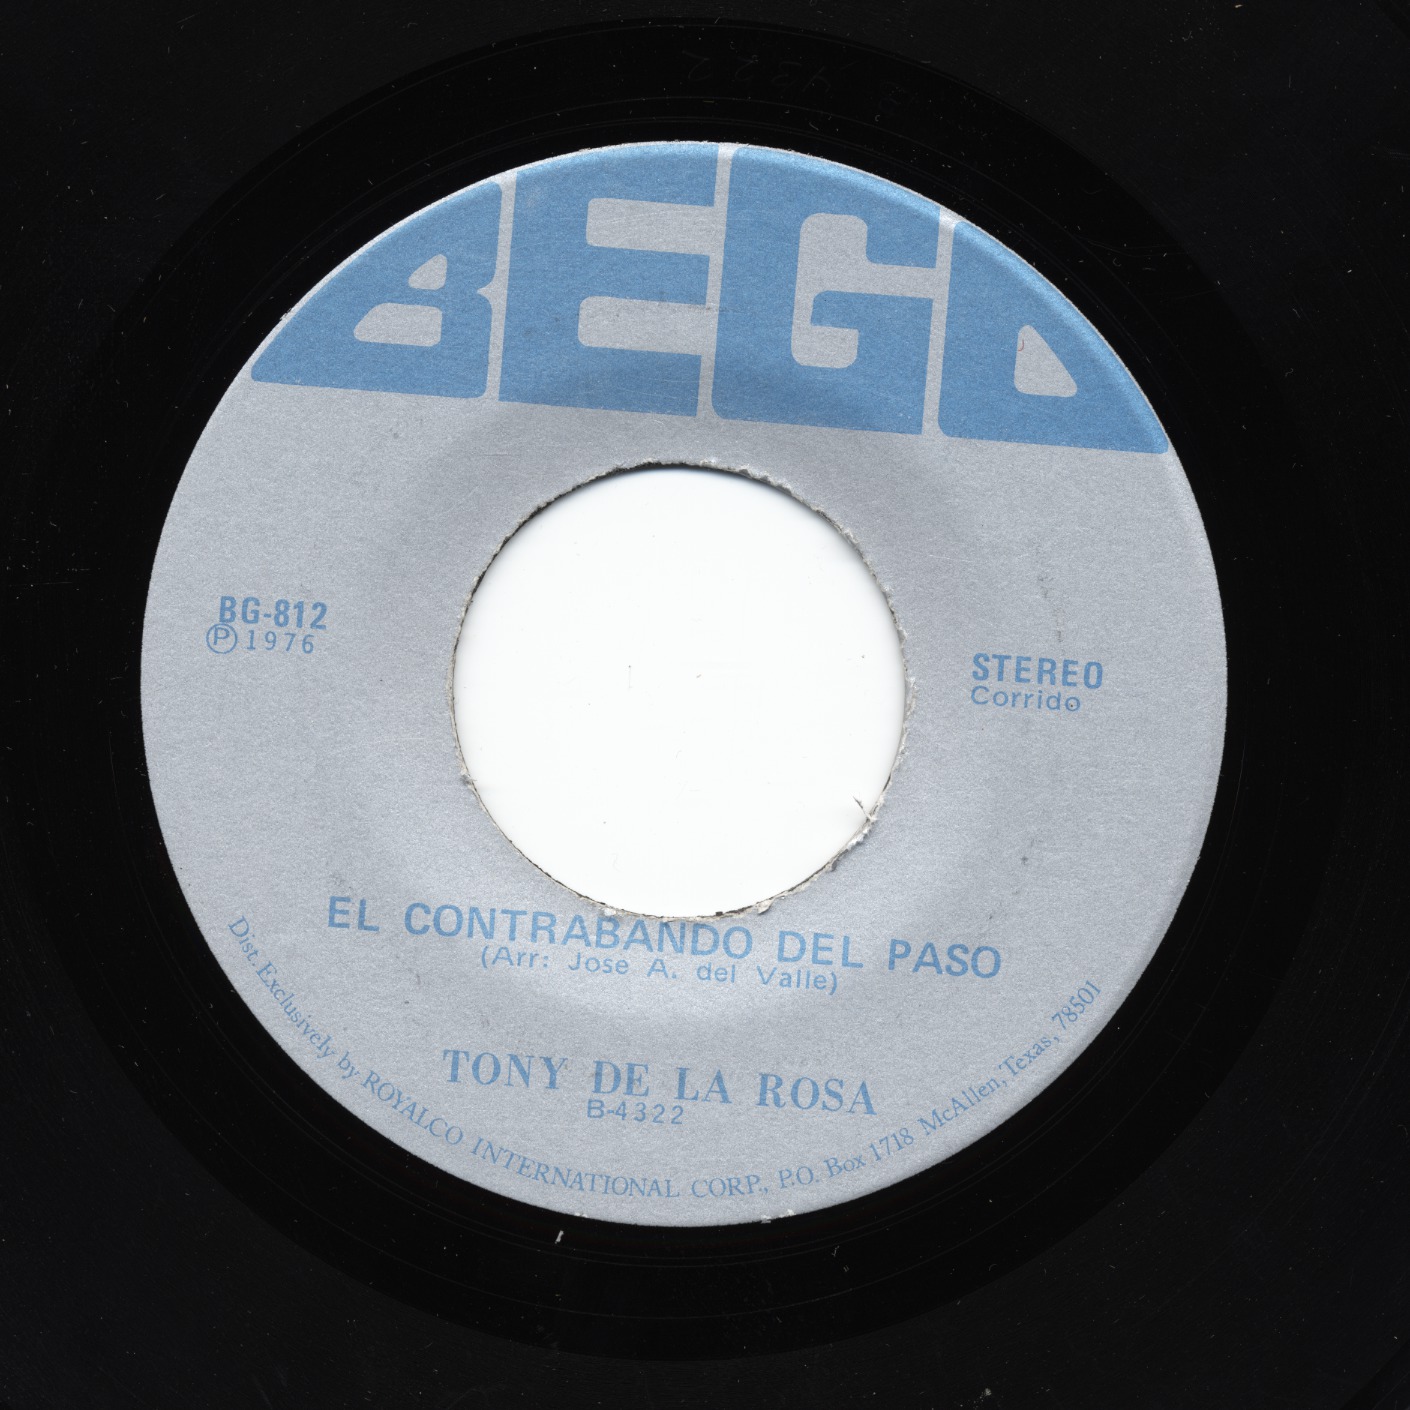 BEGO
BG-812
Ⓟ1976
STEREO
Corrido
EL CONTRABANDO DEL PASO
(Arr: Jose A. del Valle)
TONY DE LA ROSA
B-4322
Dist. Exclusively by ROYALCO INTERNATIONAL CORP., P.O. Box 1718 McAllen, Texas, 78501